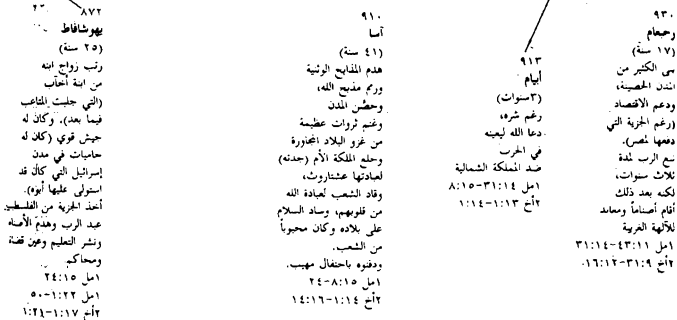 ٩٣٠
رحبعام
(١٧ سنة)
بنى الكثير من
المدن الحصينة،
ودعم الاقتصاد
(رغم الجزية التي
دفعها لمصر).
تبع الرب لمدة
ثلاث سنوات،
لكنه بعد ذلك
أقام أصناماً ومعابد
للآلهة الغريبة
١مل ١١:٤٣-١٤:٣١
٢أخ ٩:٣١-١٢:١٦.
٩١٣
أبيام
(٣سنوات)
رغم شره،
دعا الله ليعينه
في الحرب
ضد المملكة الشمالية
١مل ١٤:٣١-١٥:٨
٢أخ ١٣:١-١٤:١
٩١٠
آسا
(٤١ سنة)
هدم المذابح الوثنية
ورمم مذبح الله،
وحصّن المدن
وغنم ثروات عظيمة
من غزو البلاد المجاورة
وخلع الملكة الأم (جدته)
لعبادتها عشتاروث،
وقاد الشعب لعبادة الله
من قلوبهم، وساد السلام
على بلاده وكان محبوباً
من الشعب.
ودفنوه باحتفال مهيب.
١مل ١٥:٨-٢٤
٢أخ ١٤:١-١٦:١٤
٨٧٢
يهوشافاط
(٢٥ سنة)
رتب زواج ابنه
من ابنة أخآب
(التي جلبت المتاعب
فيما بعد). وكان له
جيش قوي (كان له
حاميات في مدن
إسرائيل التي كان قد
استولى عليها أبوه).
أخذ الجزية من الفلسطيـ
عبد الرب وهدم الأصناه
ونشر التعليم وعين قضاة
ومحاكم
١مل ١٥:٢٤
١مل ٢٢:١-٥٠
٢أخ ١٧:١-٢١:١